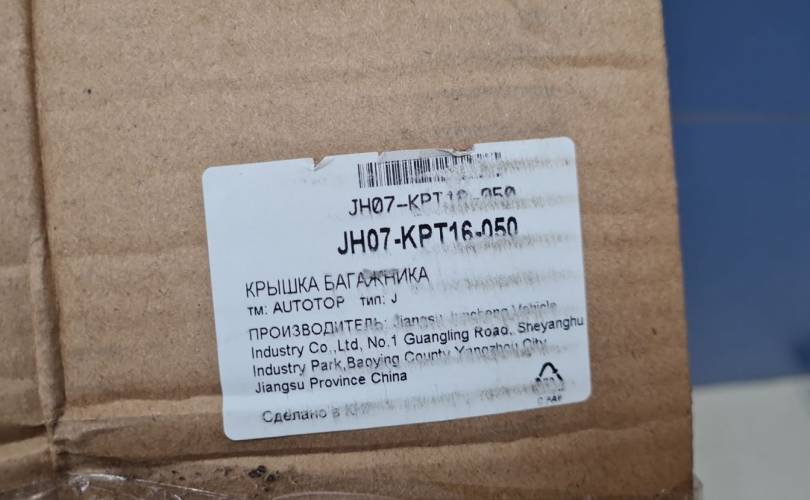 JH07-KPT16-050
JH07-KPT16-050
КРЫШКА БАГАЖНИКА
тм: AUTOTOP тип: J
ПРОИЗВОДИТЕЛЬ: Jiangsu Vehicle
Industry Co.,Ltd, No.1 Guangling Road, Sheyanghu
Industry Park,Baoying County Yangzhou City
Jiangsu Province China
Сделано в